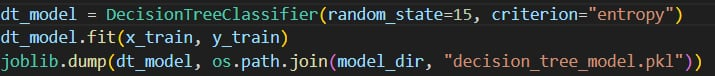 dt_model = DecisionTreeClassifier(random_state=15, criterion="entropy")
dt_model.fit(x_train, y_train)
joblib.dump(dt_model, os.path.join(model_dir, "decision_tree_model.pkl"))